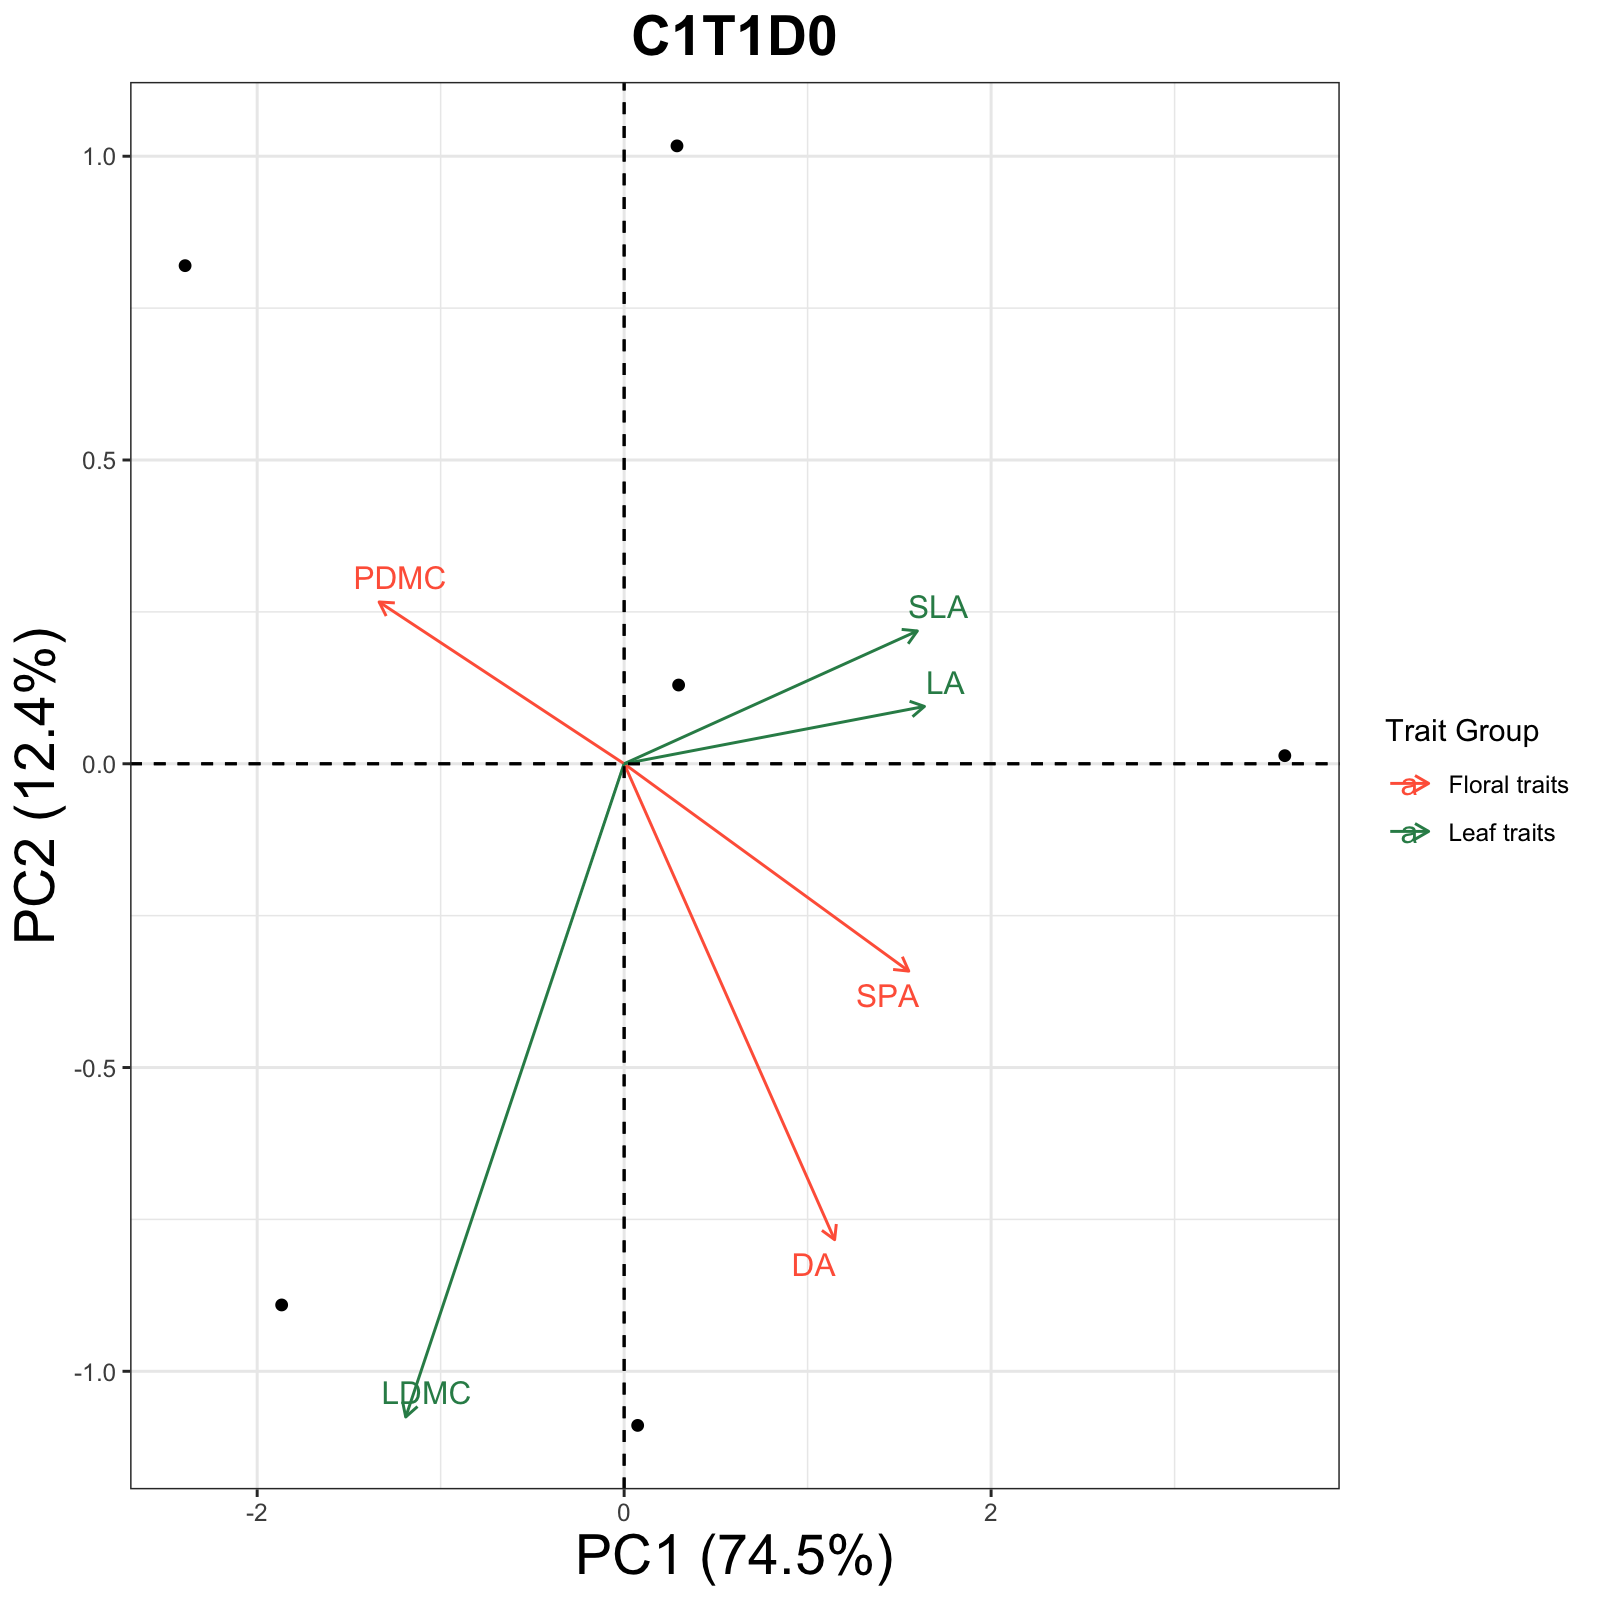 C1T1D0
1.0
0.5
0.0
-0.5
-1.0
PC2 (12.4%)
PDMC
SLA
LA
SPA
DA
LDMC
-2
0
2
PC1 (74.5%)
Trait Group
a Floral traits
a Leaf traits